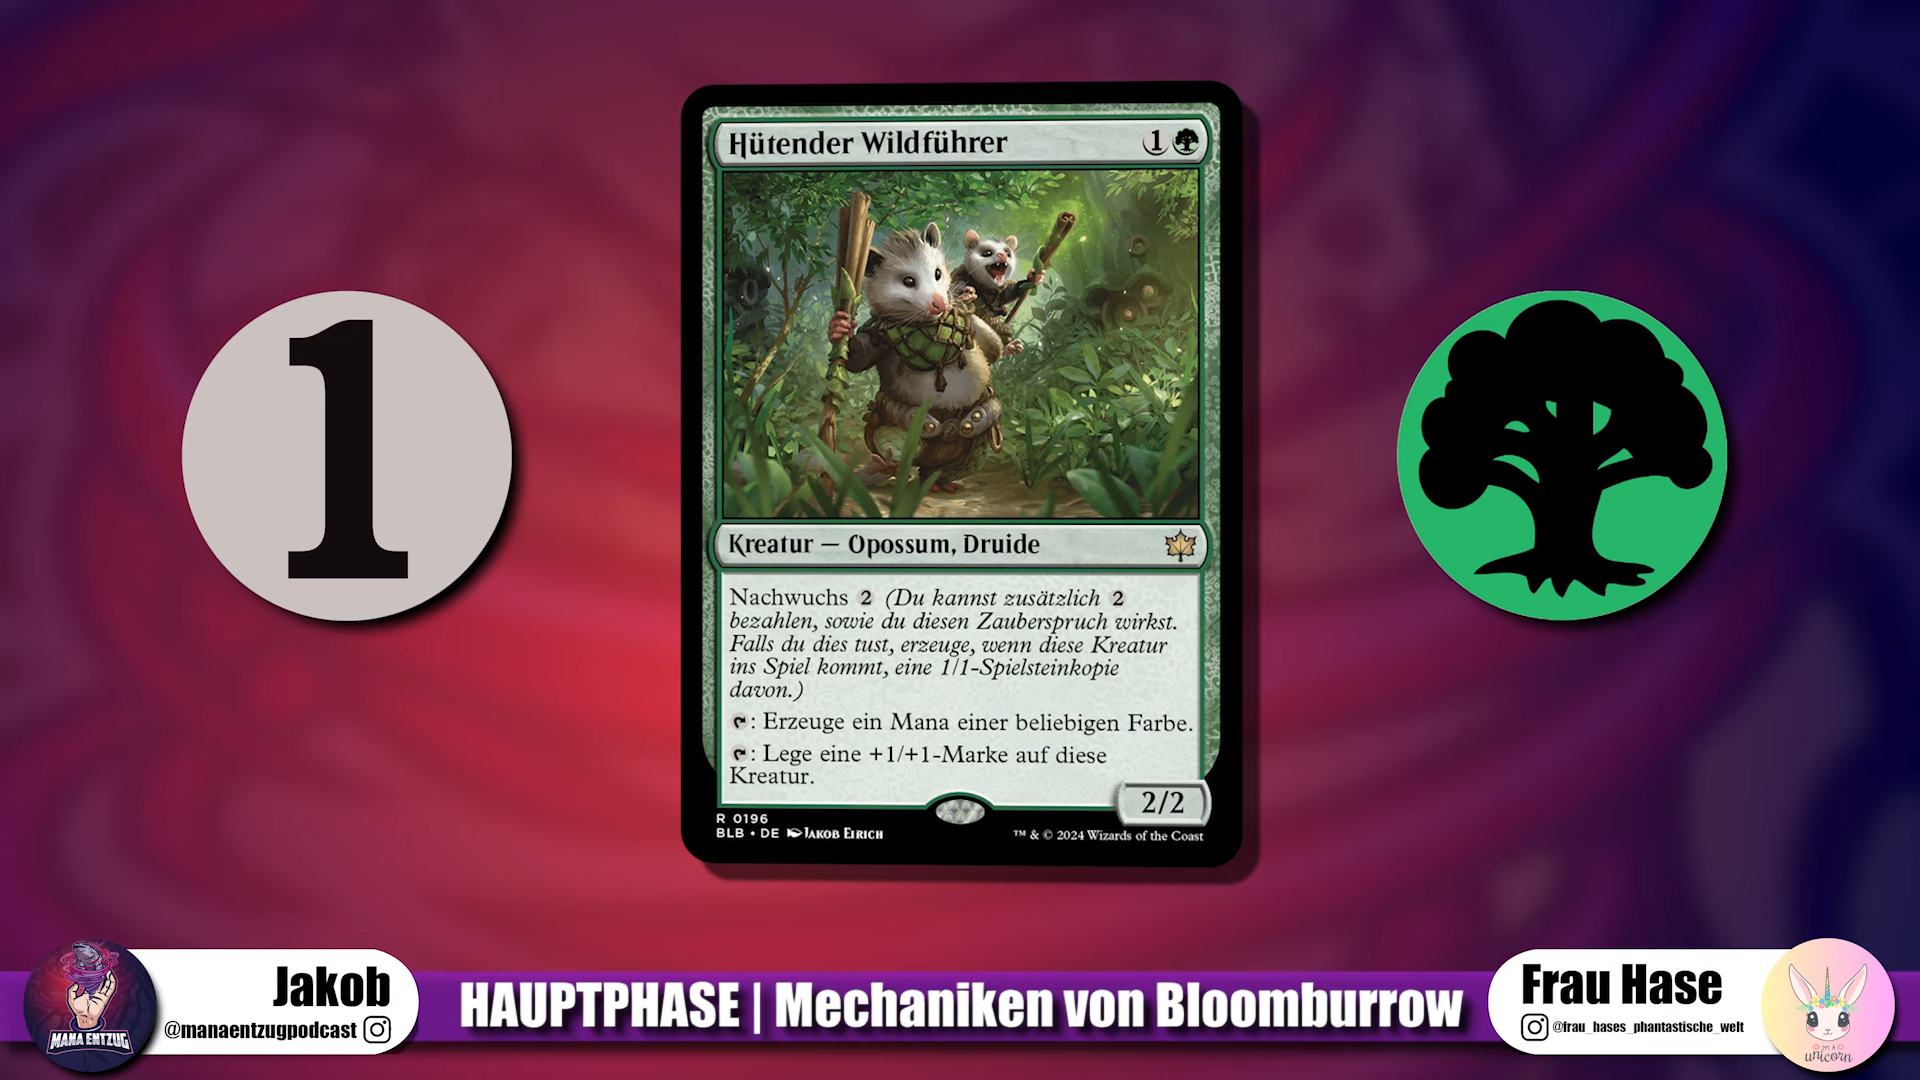 Hütender Wildführer 1
1
Kreatur — Opossum, Druide
Nachwuchs 2 (Du kannst zusätzlich 2
bezahlen, sowie du diesen Zauberspruch wirkst.
Falls du dies tust, erzeuge, wenn diese Kreatur
ins Spiel kommt, eine 1/1-Spielsteinkopie
davon.)
: Erzeuge ein Mana einer beliebigen Farbe.
: Lege eine +1/+1-Marke auf diese
Kreatur.
2/2
R 0196
BLB • DE JAKOB EIRICH
™ & © 2024 Wizards of the Coast
MANA ENTZUG
Jakob
@manaentzugpodcast
HAUPTPHASE | Mechaniken von Bloomburrow
Frau Hase
@frau_hases_phantastische_welt
I'M A
unicorn